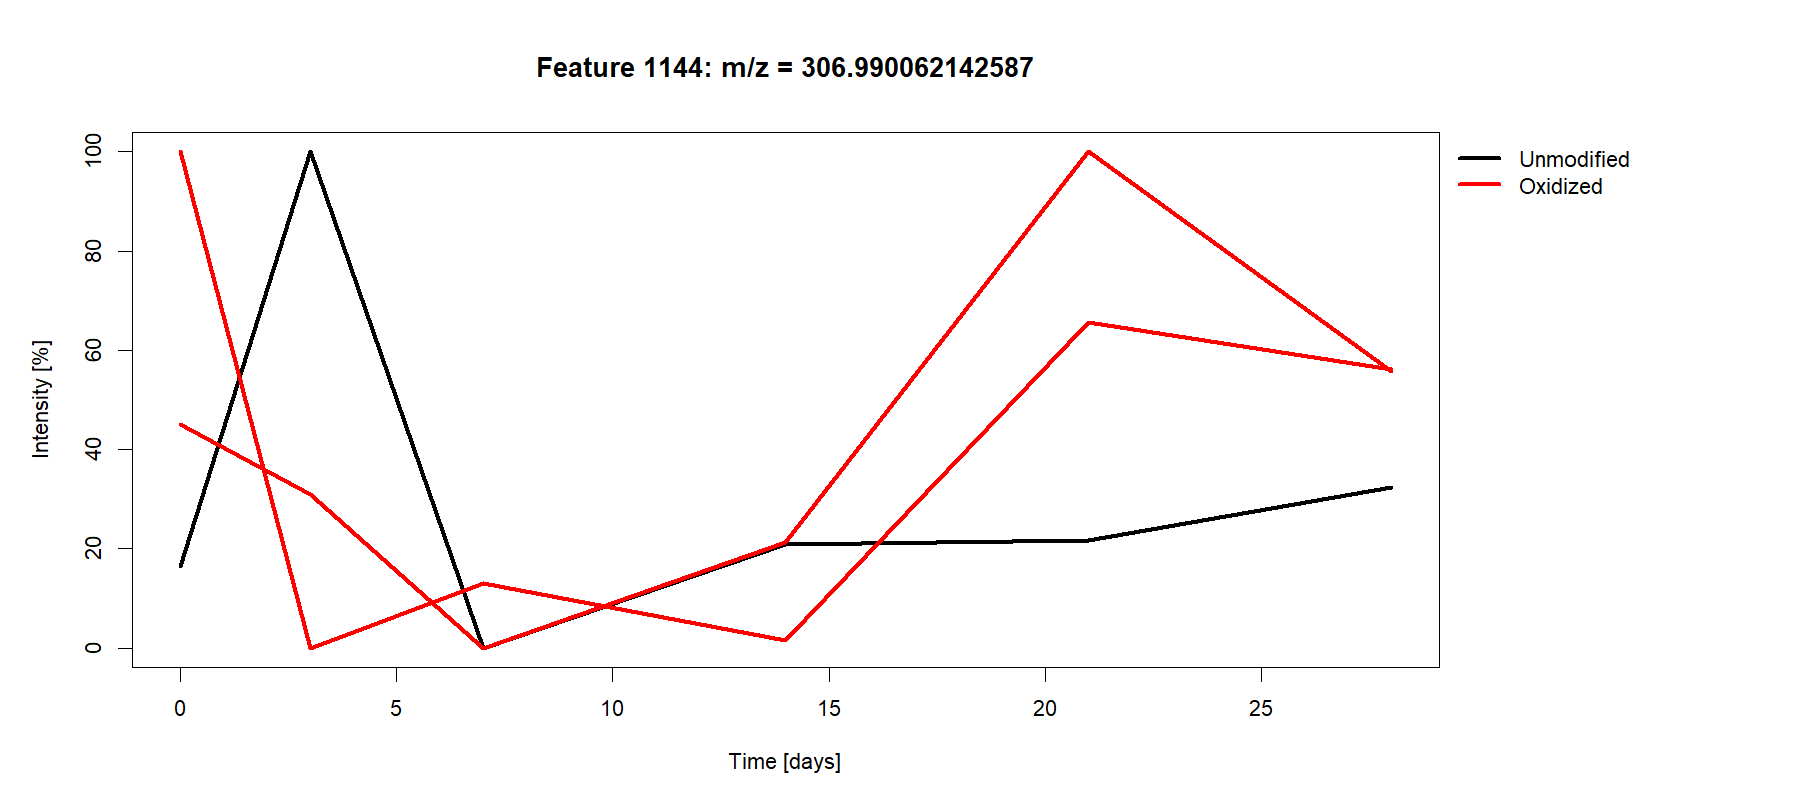 Feature 1144: m/z = 306.990062142587
Unmodified
Oxidized
Intensity [%]
100
80
60
40
20
0
0 5 10 15 20 25
Time [days]